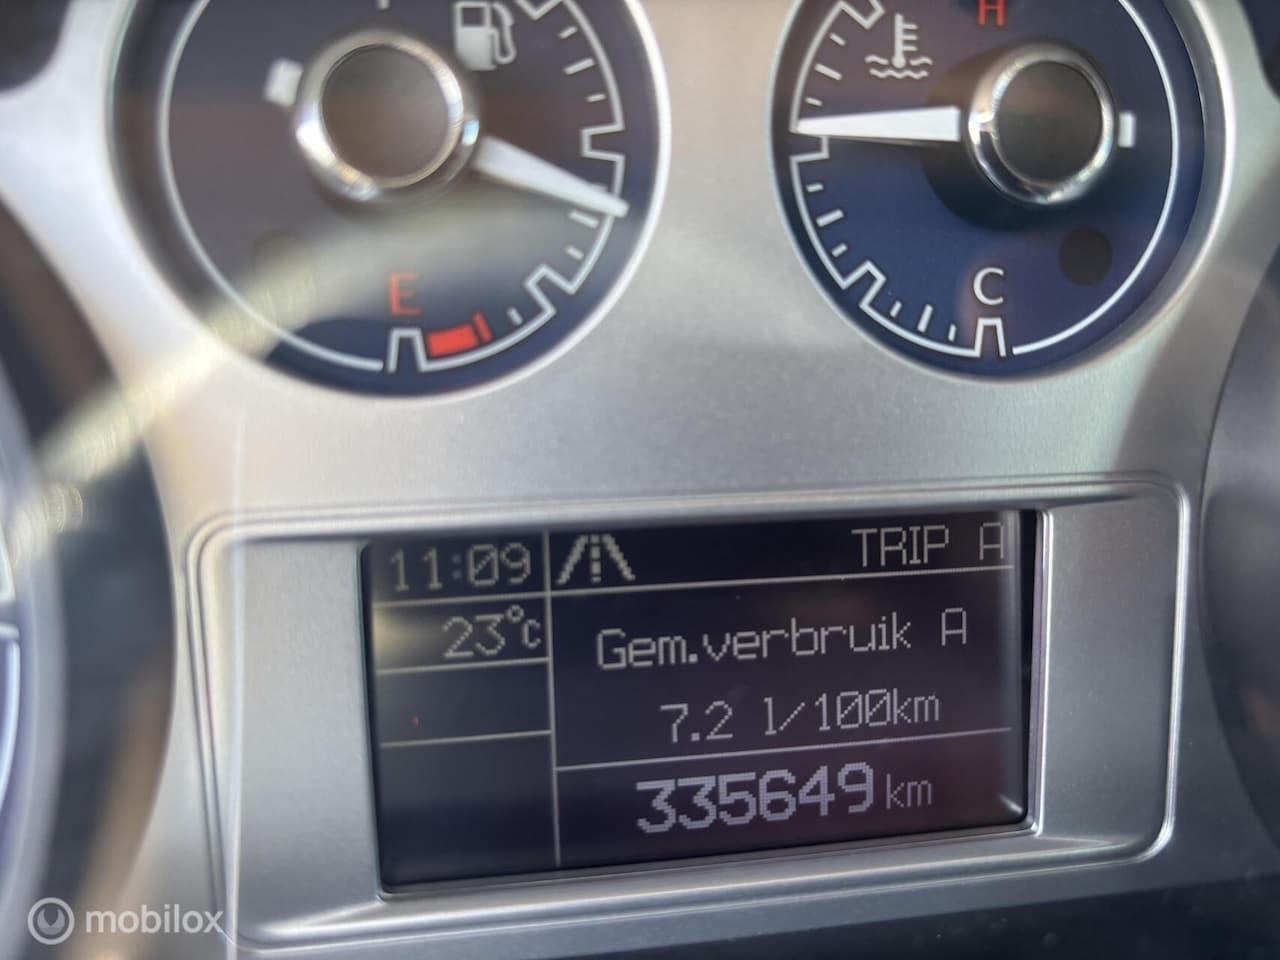 H
E
C
11:09
TRIP A
23°C
Gem.verbruik A
7.2 l/100km
335649 km
mobilox